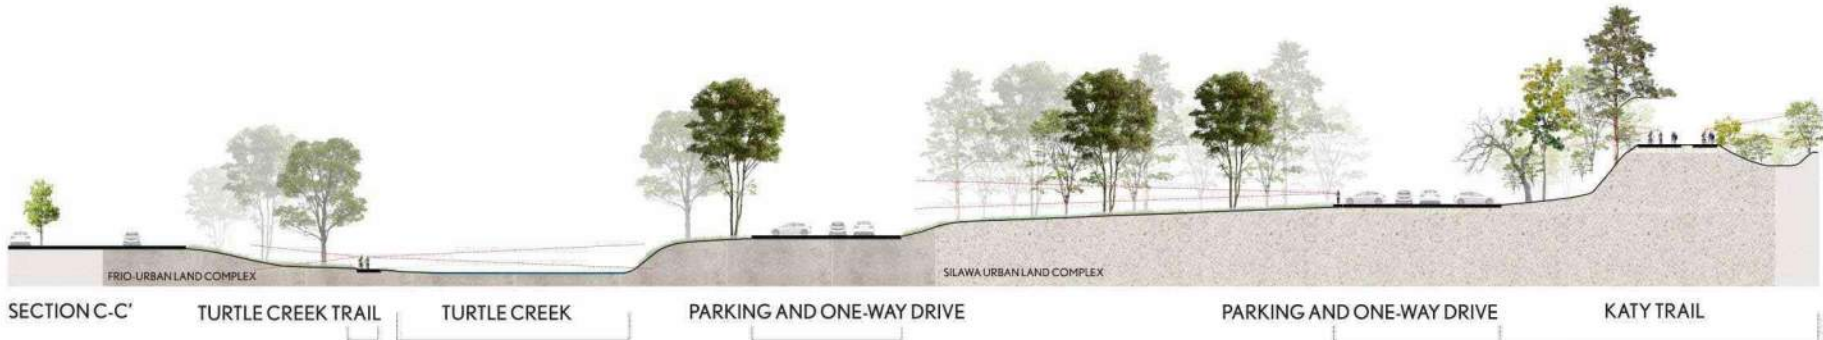 FRIO-URBAN LAND COMPLEX
SILAWA URBAN LAND COMPLEX
SECTION C-C'
TURTLE CREEK TRAIL
TURTLE CREEK
PARKING AND ONE-WAY DRIVE
PARKING AND ONE-WAY DRIVE
KATY TRAIL